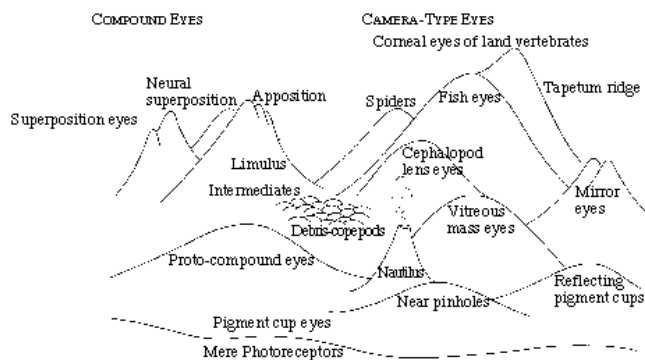 COMPOUND EYES
CAMERA-TYPE EYES
Corneal eyes of land vertebrates
Neural
superposition
Apposition
Spiders
Fish eyes
Tapetum ridge
Superposition eyes
Limulus
Cephalopod
lens eyes
Intermediates
Mirror
eyes
Vitreous
mass eyes
Debris-copepods
Proto-compound eyes
Nautilus
Reflecting
pigment cups
Near pinholes
Pigment cup eyes
Mere Photoreceptors